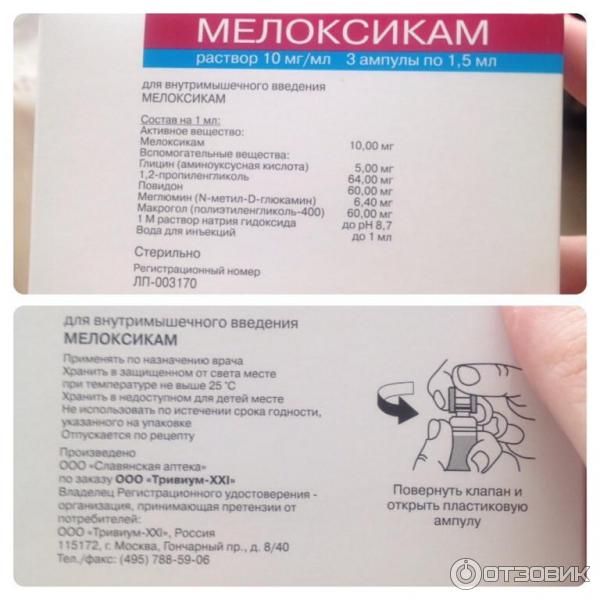 МЕЛОКСИКАМ
раствор 10 мг/мл 3 ампулы по 1,5 мл
для внутримышечного введения
МЕЛОКСИКАМ
Состав на 1 мл:
Активное вещество:
Мелоксикам 10,00 мг
Вспомогательные вещества:
Глицин (аминоуксусная кислота) 5,00 мг
1,2-пропиленгликоль 64,00 мг
Повидон 60,00 мг
Меглюмин (N-метил-D-глюкамин) 6,40 мг
Макрогол (полиэтиленгликоль-400) 60,00 мг
1 М раствор натрия гидоксида до pH 8,7
Вода для инъекций до 1 мл
Стерильно
Регистрационный номер
ЛП-003170
для внутримышечного введения
МЕЛОКСИКАМ
Применять по назначению врача
Хранить в защищенном от света месте
при температуре не выше 25 °C
Хранить в недоступном для детей месте
Не использовать по истечении срока годности,
указанного на упаковке
Отпускается по рецепту
Произведено
ООО «Славянская аптека»
по заказу ООО «Тривиум-XXI»
Владелец Регистрационного удостоверения -
организация, принимающая претензии от
потребителей:
ООО «Тривиум-XXI», Россия
115172, г. Москва, Гончарный пр., д. 8/40
Тел./факс: (495) 788-59-06
Повернуть клапан и
открыть пластиковую
ампулу
ОТЗОВИК